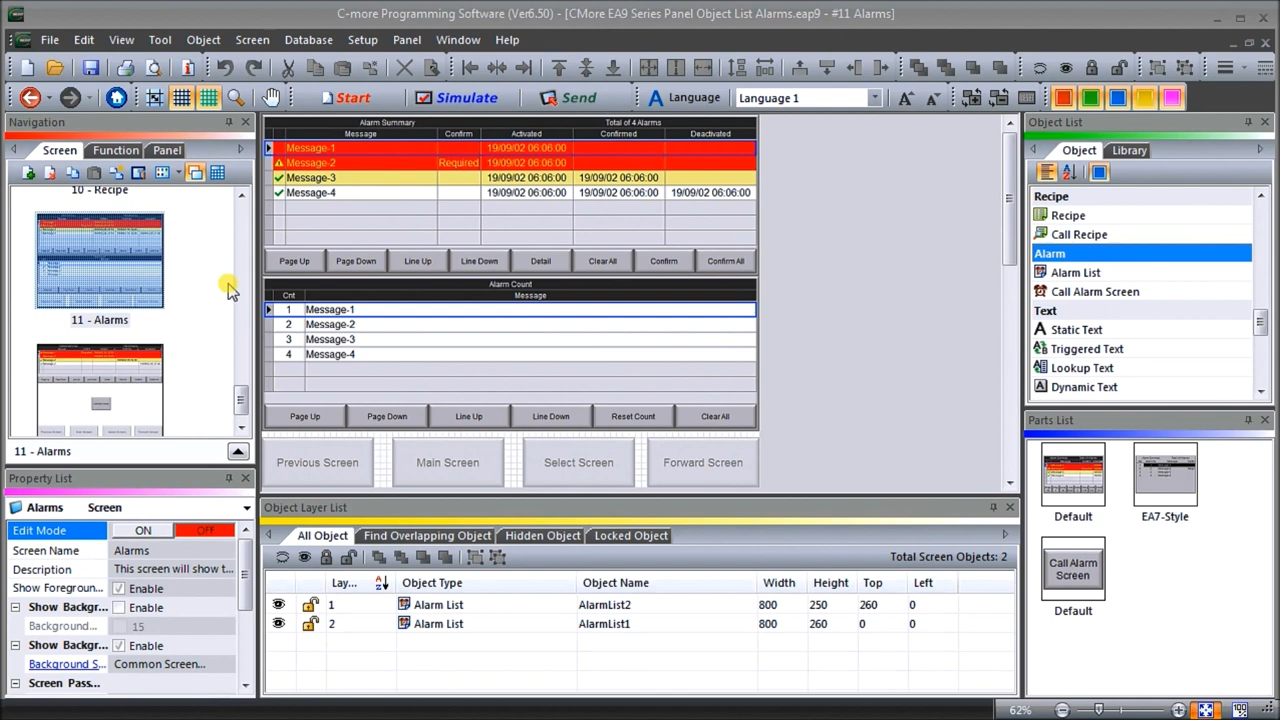 C-more Programming Software (Ver6.50) - [CMore EA9 Series Panel Object List Alarms.eap9 - #11 Alarms]
File Edit View Tool Object Screen Database Setup Panel Window Help
Start Simulate Send Language Language 1
Navigation
Screen Function Panel
10 - Recipe
11 - Alarms
11 - Alarms
Property List
Alarms Screen
Edit Mode ON OFF
Screen Name Alarms
Description This screen will show t...
Show Foregroun... Enable
Show Backgr... Enable
Background... 15
Show Backgr... Enable
Background S... Common Screen...
Screen Pass...
Alarm Summary Total of 4 Alarms
Message Confirm Activated Confirmed Deactivated
Message-1 19/09/02 06:06:00
Message-2 Required 19/09/02 06:06:00
Message-3 19/09/02 06:06:00 19/09/02 06:06:00
Message-4 19/09/02 06:06:00 19/09/02 06:06:00 19/09/02 06:06:00
Page Up Page Down Line Up Line Down Detail Clear All Confirm Confirm All
Alarm Count
Cnt Message
1 Message-1
2 Message-2
3 Message-3
4 Message-4
Page Up Page Down Line Up Line Down Reset Count Clear All
Previous Screen Main Screen Select Screen Forward Screen
Object Layer List
All Object Find Overlapping Object Hidden Object Locked Object
Total Screen Objects: 2
Lay... Object Type Object Name Width Height Top Left
1 Alarm List AlarmList2 800 250 260 0
2 Alarm List AlarmList1 800 260 0 0
Object List
Object Library
Recipe
Recipe
Call Recipe
Alarm
Alarm List
Call Alarm Screen
Text
Static Text
Triggered Text
Lookup Text
Dynamic Text
Parts List
Default EA7-Style
Call Alarm
Screen
Default
62% 100%